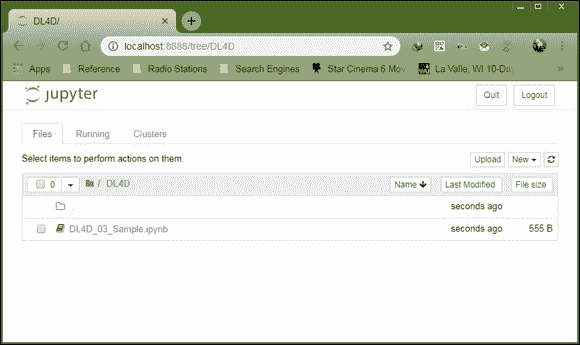 DL4D/
localhost:8888/tree/DL4D
Apps Reference Radio Stations Search Engines Star Cinema 6 Mov La Valle, WI 10-Day
jupyter Quit Logout
Files Running Clusters
Select items to perform actions on them. Upload New
0 / DL4D Name Last Modified File size
.. seconds ago
DL4D_03_Sample.ipynb seconds ago 555 B